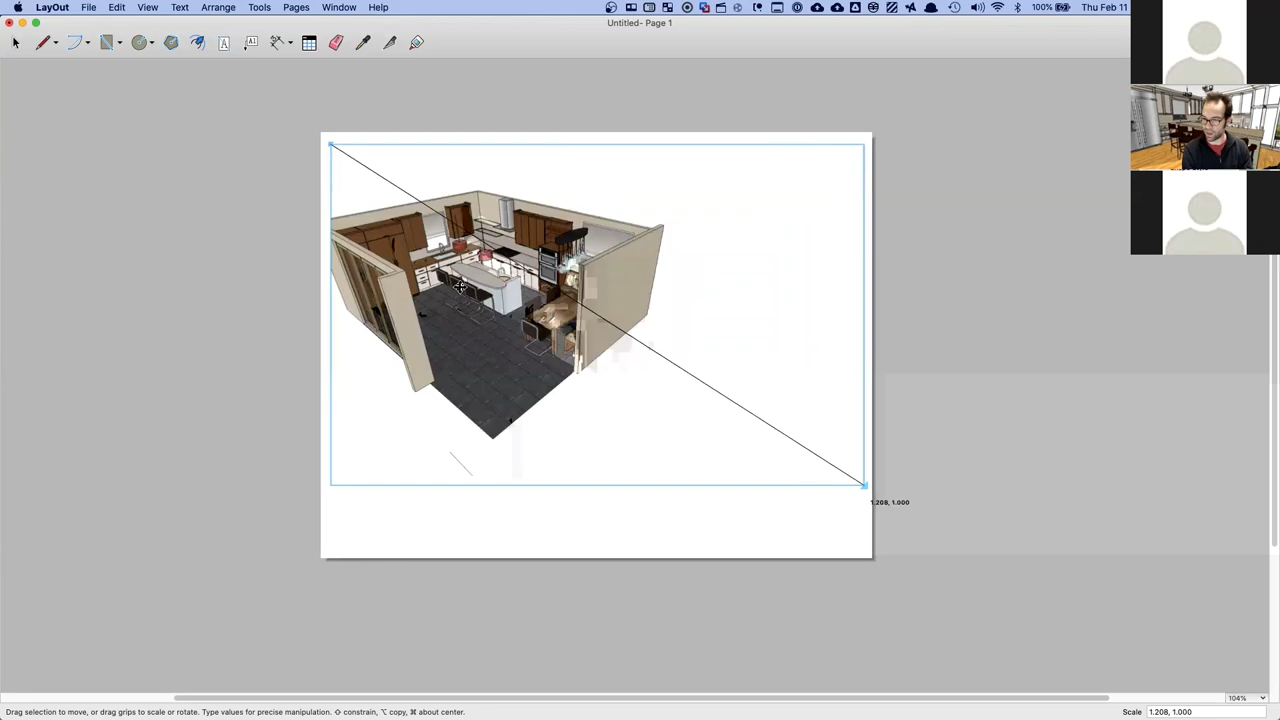 LayOut File Edit View Text Arrange Tools Pages Window Help 100% Thu Feb 11
Untitled- Page 1
A
A1
1.208, 1.000
104%
Drag selection to move, or drag grips to scale or rotate. Type values for precise manipulation. ⇧ constrain, ⌥ copy, ⌘ about center. Scale 1.208, 1.000